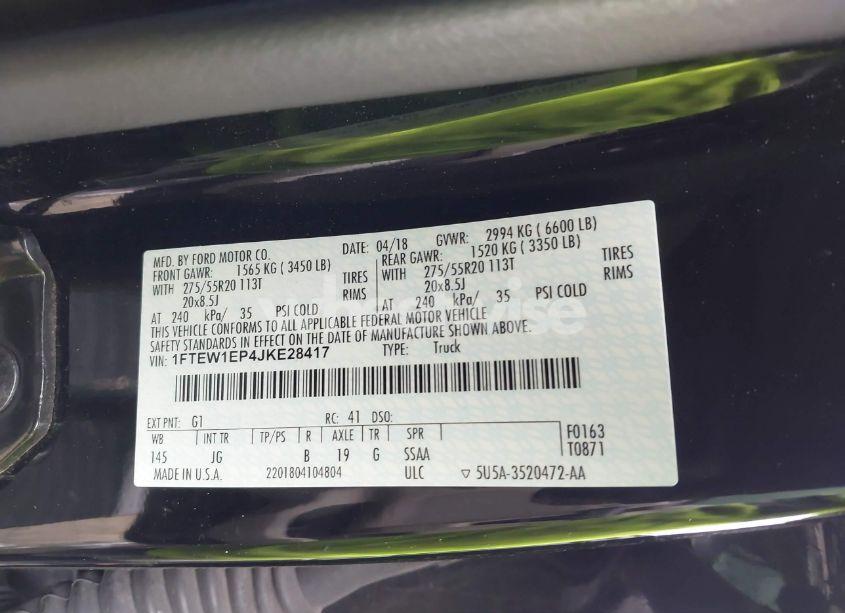 MFD. BY FORD MOTOR CO. DATE: 04/18 GVWR: 2994 KG ( 6600 LB)
FRONT GAWR: 1565 KG ( 3450 LB) REAR GAWR: 1520 KG ( 3350 LB)
WITH 275/55R20 113T TIRES WITH 275/55R20 113T TIRES
20x8.5J RIMS 20x8.5J RIMS
AT 240 kPa/ 35 PSI COLD AT 240 kPa/ 35 PSI COLD
THIS VEHICLE CONFORMS TO ALL APPLICABLE FEDERAL MOTOR VEHICLE
SAFETY STANDARDS IN EFFECT ON THE DATE OF MANUFACTURE SHOWN ABOVE.
VIN: 1FTEW1EP4JKE28417 TYPE: Truck
EXT PNT: G1 RC: 41 DSO:
WB INT TR TP/PS R AXLE TR SPR F0163
145 JG B 19 G SSAA T0871
MADE IN U.S.A. 2201804104804 ULC ▽ 5U5A-3520472-AA